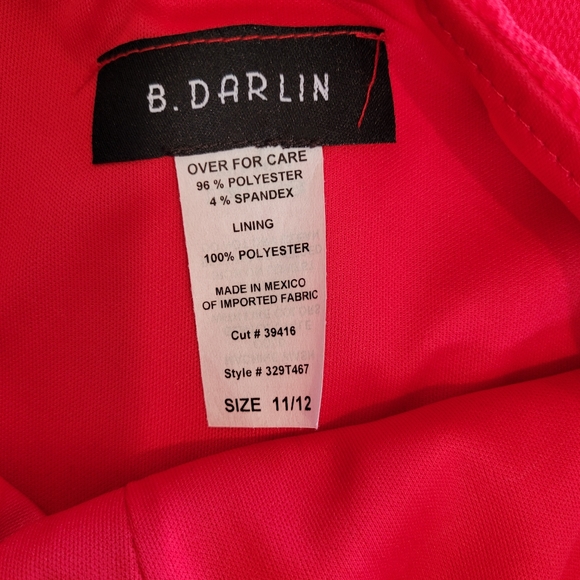 B. DARLIN
OVER FOR CARE
96 % POLYESTER
4 % SPANDEX
LINING
100% POLYESTER
MADE IN MEXICO
OF IMPORTED FABRIC
Cut # 39416
Style # 329T467
SIZE 11/12